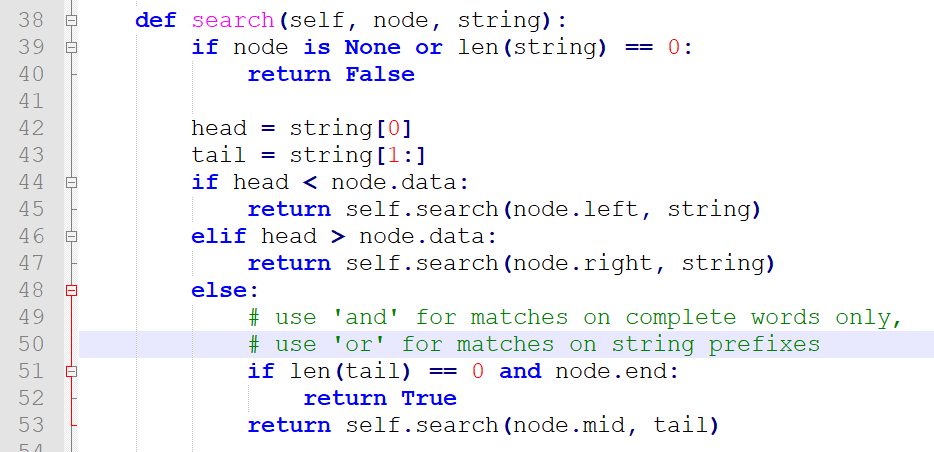 38 def search(self, node, string):
39 if node is None or len(string) == 0:
40 return False
41
42 head = string[0]
43 tail = string[1:]
44 if head < node.data:
45 return self.search(node.left, string)
46 elif head > node.data:
47 return self.search(node.right, string)
48 else:
49 # use 'and' for matches on complete words only,
50 # use 'or' for matches on string prefixes
51 if len(tail) == 0 and node.end:
52 return True
53 return self.search(node.mid, tail)
54